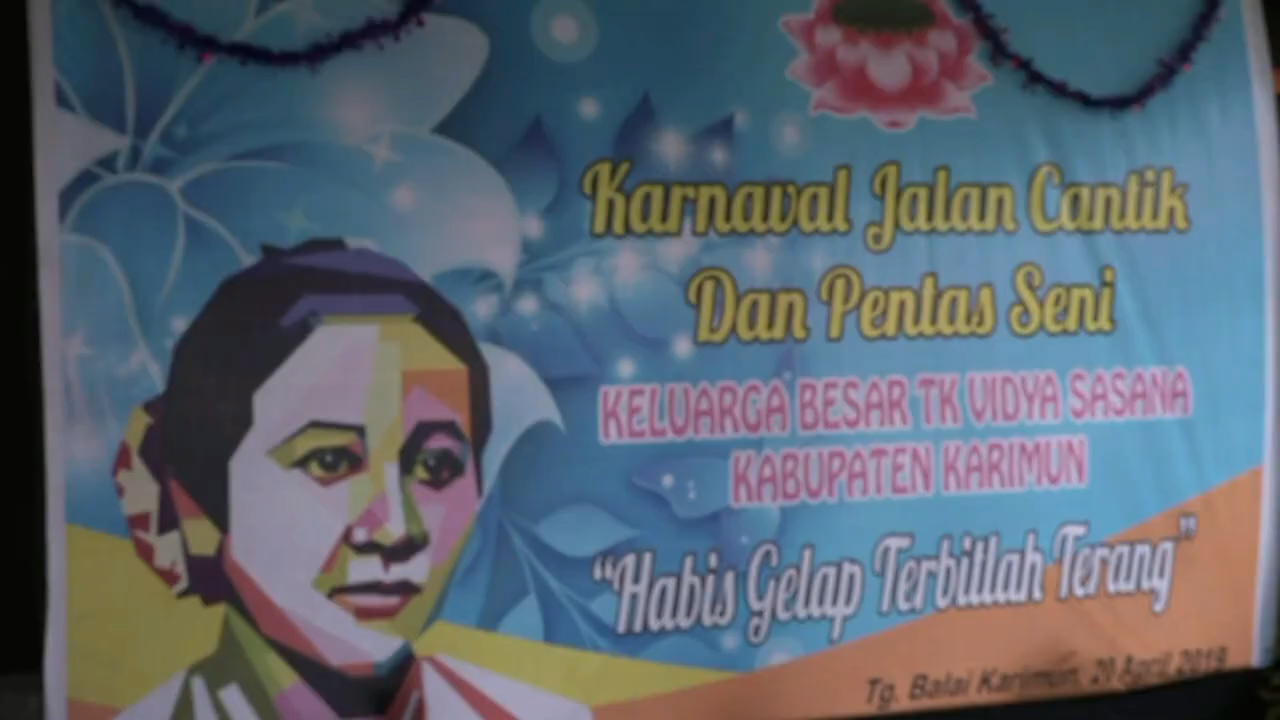 Karnaval Jalan Cantik
Dan Pentas Seni
KELUARGA BESAR TK VIDYA SASANA
KABUPATEN KARIMUN
“Habis Gelap Terbitlah Terang”
Tg. Balai Karimun, 20 April 2019